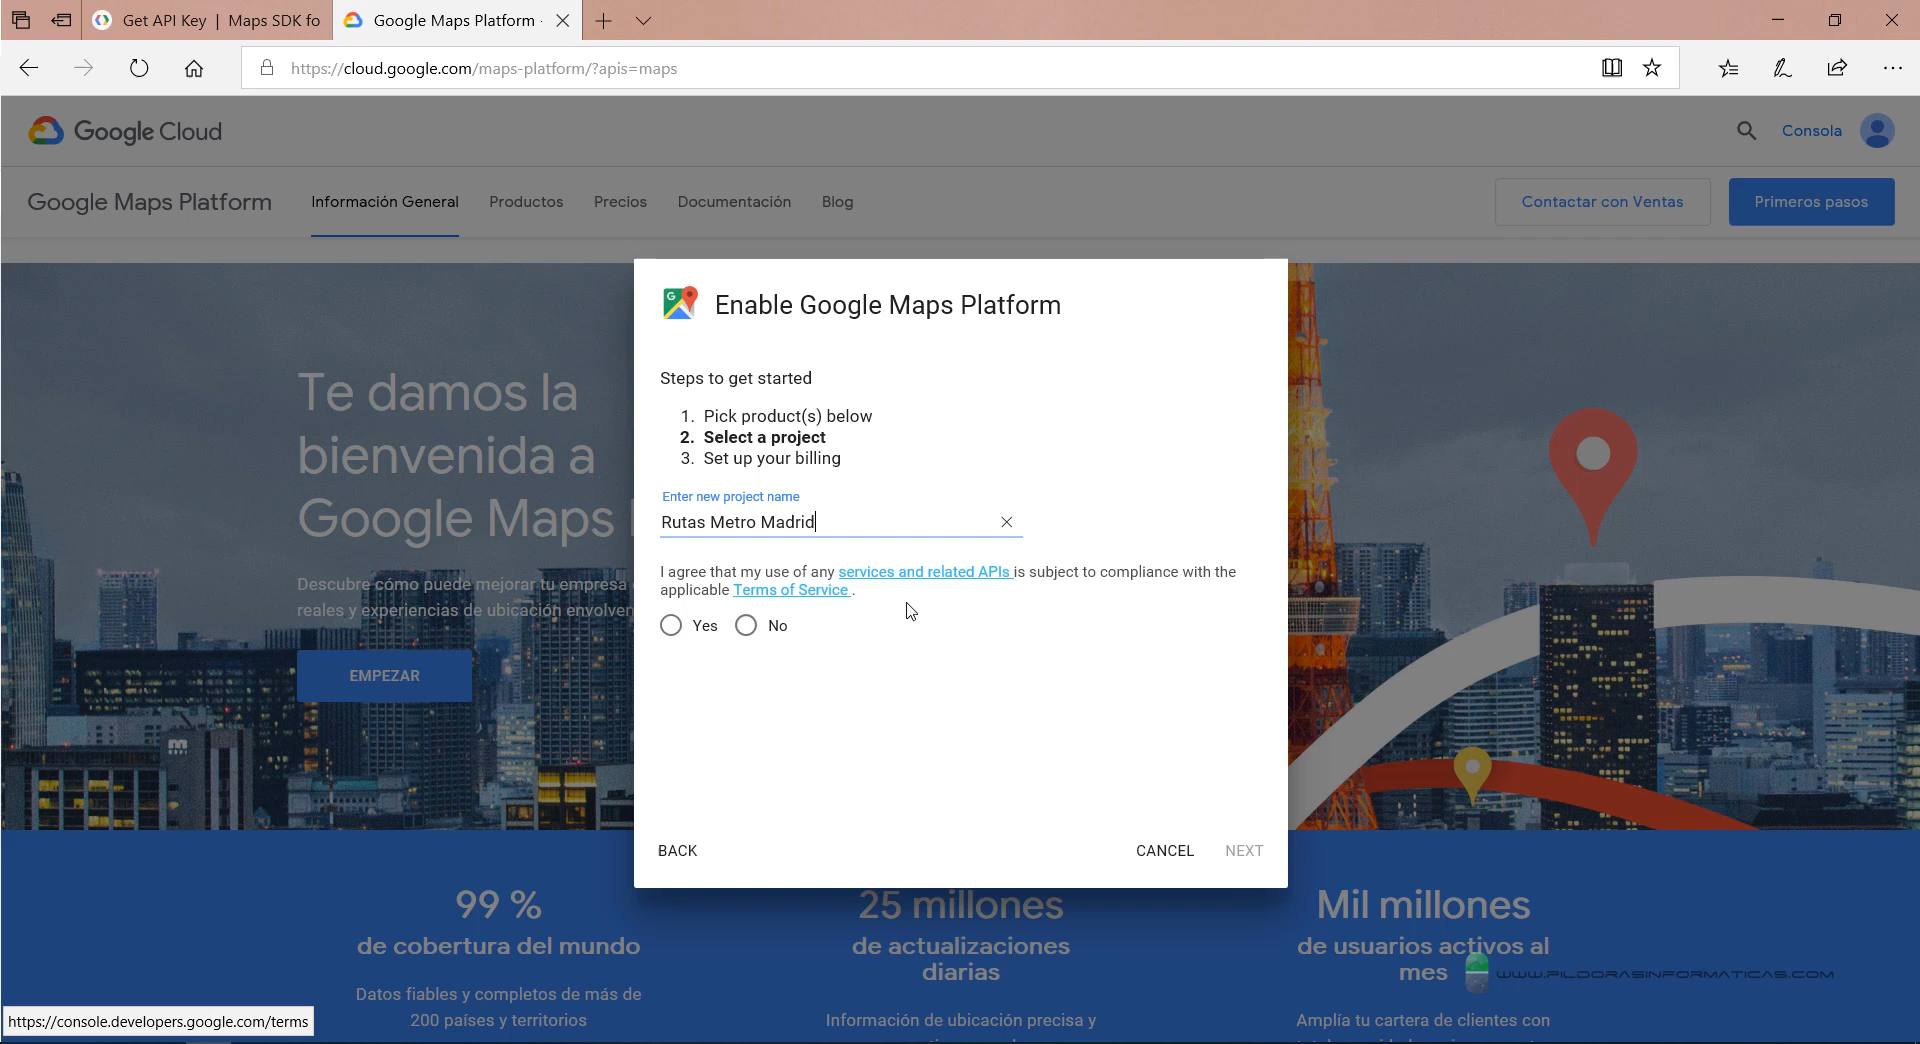 Get API Key | Maps SDK fo
Google Maps Platform
https://cloud.google.com/maps-platform/?apis=maps
Google Cloud
Consola
Google Maps Platform
Información General
Productos
Precios
Documentación
Blog
Contactar con Ventas
Primeros pasos
Te damos la
bienvenida a
Google Maps
Descubre cómo puede mejorar tu empresa
reales y experiencias de ubicación envolven
EMPEZAR
Enable Google Maps Platform
Steps to get started
1. Pick product(s) below
2. Select a project
3. Set up your billing
Enter new project name
Rutas Metro Madrid
I agree that my use of any services and related APIs is subject to compliance with the
applicable Terms of Service .
Yes
No
BACK
CANCEL
NEXT
99 %
de cobertura del mundo
Datos fiables y completos de más de
200 países y territorios
25 millones
de actualizaciones
diarias
Información de ubicación precisa y
Mil millones
de usuarios activos al
mes
WWW.PILDORASINFORMATICAS.COM
Amplía tu cartera de clientes con
https://console.developers.google.com/terms